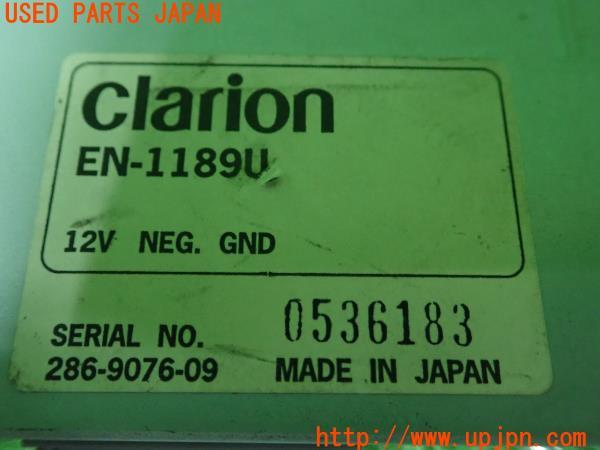 USED PARTS JAPAN
clarion
EN-1189U
12V NEG. GND
SERIAL NO. 0536183
286-9076-09 MADE IN JAPAN
http://www.upjpn.com